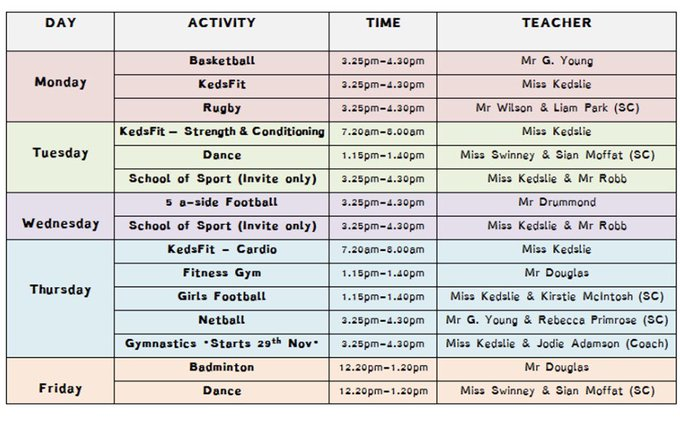 DAY ACTIVITY TIME TEACHER
Monday
Basketball 3.25pm-4.30pm Mr G. Young
KedsFit 3.25pm-4.30pm Miss Kedslie
Rugby 3.25pm-4.30pm Mr Wilson & Liam Park (SC)
Tuesday
KedsFit – Strength & Conditioning 7.20am-8.00am Miss Kedslie
Dance 1.15pm-1.40pm Miss Swinney & Sian Moffat (SC)
School of Sport (Invite only) 3.25pm-4.30pm Miss Kedslie & Mr Robb
Wednesday
5 a-side Football 3.25pm-4.30pm Mr Drummond
School of Sport (Invite only) 3.25pm-4.30pm Miss Kedslie & Mr Robb
Thursday
KedsFit - Cardio 7.20am-8.00am Miss Kedslie
Fitness Gym 1.15pm-1.40pm Mr Douglas
Girls Football 1.15pm-1.40pm Miss Kedslie & Kirstie McIntosh (SC)
Netball 3.25pm-4.30pm Mr G. Young & Rebecca Primrose (SC)
Gymnastics *Starts 29th Nov* 3.25pm-4.30pm Miss Kedslie & Jodie Adamson (Coach)
Friday
Badminton 12.20pm-1.20pm Mr Douglas
Dance 12.20pm-1.20pm Miss Swinney & Sian Moffat (SC)